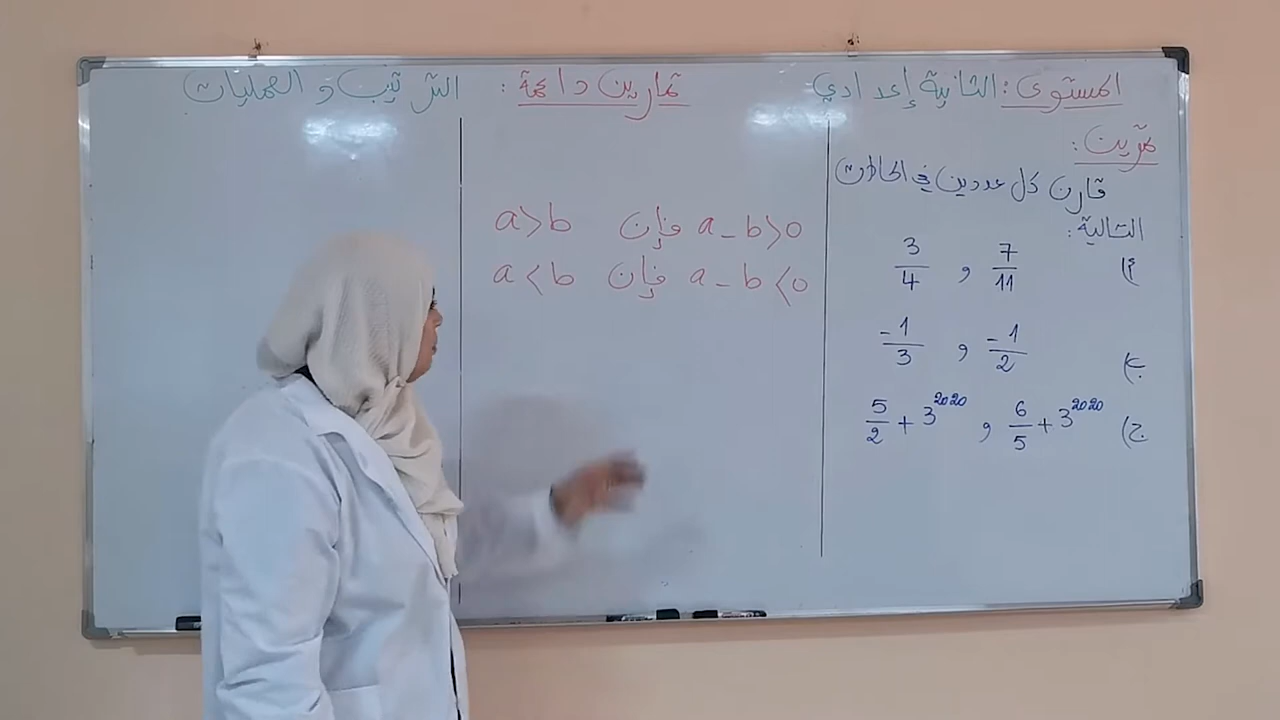 المستوى: الثانية إعدادي
تمارين داعمة: الترتيب و العمليات
تمرين:
قارن كل عددين في الحالات
التالية:
أ) 7/11 و 3/4
ب) -1/2 و -1/3
ج) 6/5 + 3^2020 و 5/2 + 3^2020
a - b > 0 فإن a > b
a - b < 0 فإن a < b